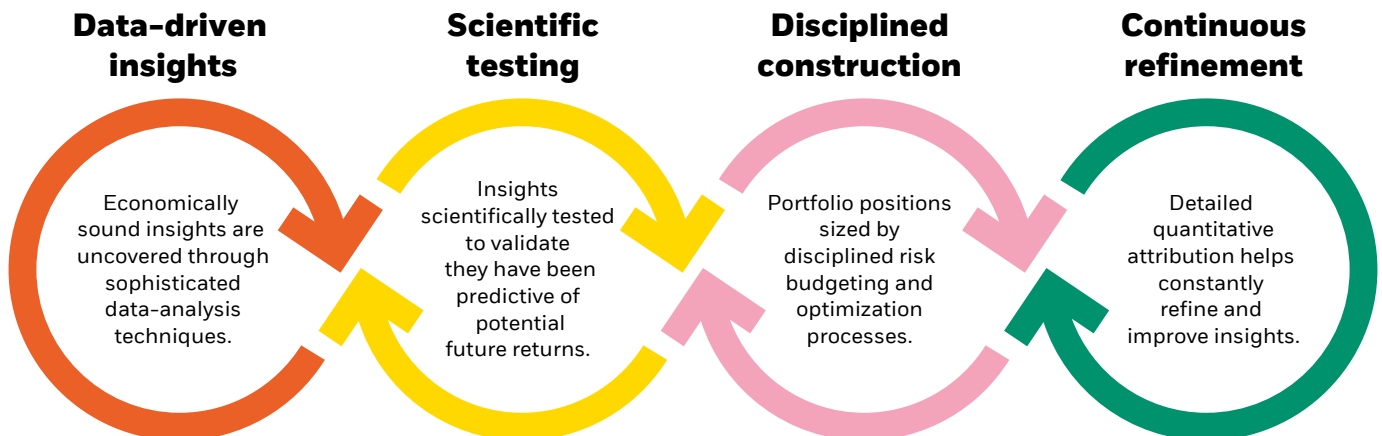 Data-driven
insights
Economically
sound insights are
uncovered through
sophisticated
data-analysis
techniques.
Scientific
testing
Insights
scientifically tested
to validate
they have been
predictive of
potential
future returns.
Disciplined
construction
Portfolio positions
sized by
disciplined risk
budgeting and
optimization
processes.
Continuous
refinement
Detailed
quantitative
attribution helps
constantly
refine and
improve insights.